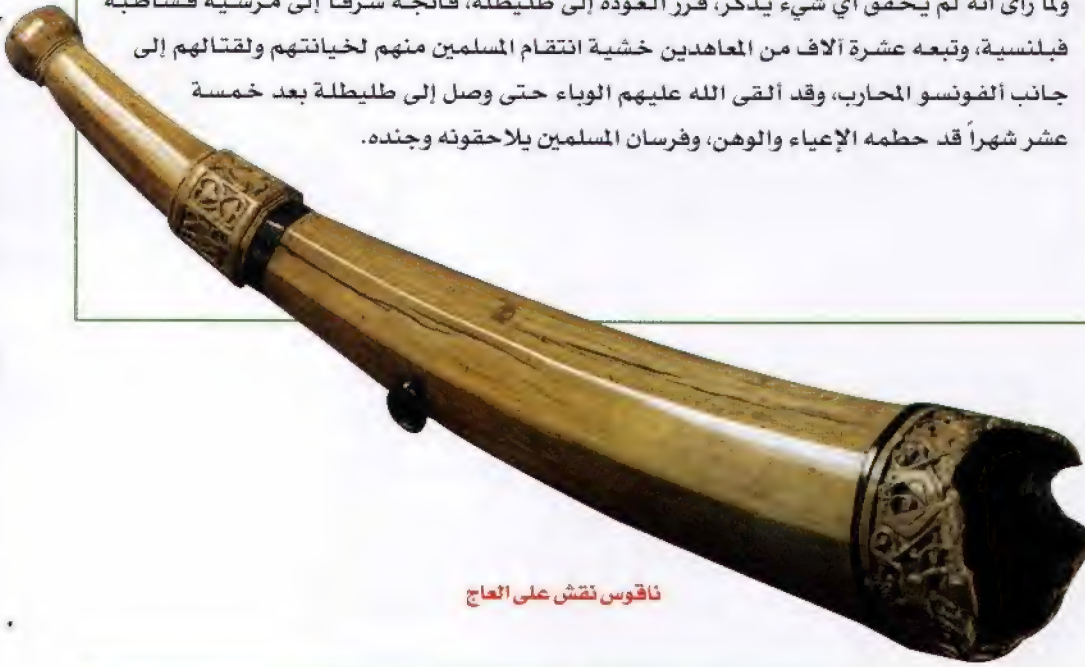 ولما رأى أنه لم يحقق أي شيء يذكر، قرر العودة إلى طليطلة، فاتجه شرقاً إلى مرسية فشاطبة
فبلنسية، وتبعه عشرة آلاف من المعاهدين خشية انتقام المسلمين منهم لخيانتهم ولقتالهم إلى
جانب ألفونسو المحارب، وقد ألقى الله عليهم الوباء حتى وصل إلى طليطلة بعد خمسة
عشر شهراً قد حطمه الإعياء والوهن، وفرسان المسلمين يلاحقونه وجنده.
ناقوس نقش على العاج